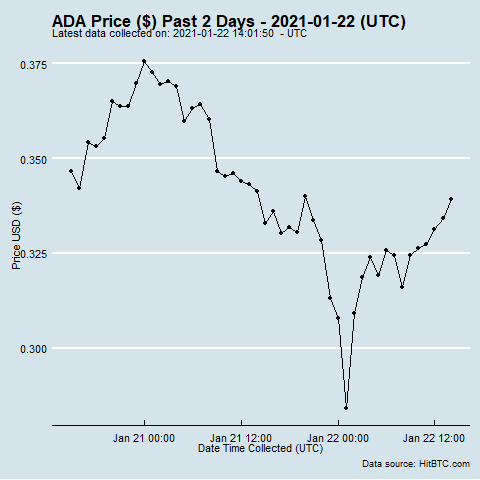 ADA Price ($) Past 2 Days - 2021-01-22 (UTC)
Latest data collected on: 2021-01-22 14:01:50  - UTC
0.375
0.350
0.325
0.300
Price USD ($)
Jan 21 00:00 Jan 21 12:00 Jan 22 00:00 Jan 22 12:00
Date Time Collected (UTC)
Data source: HitBTC.com